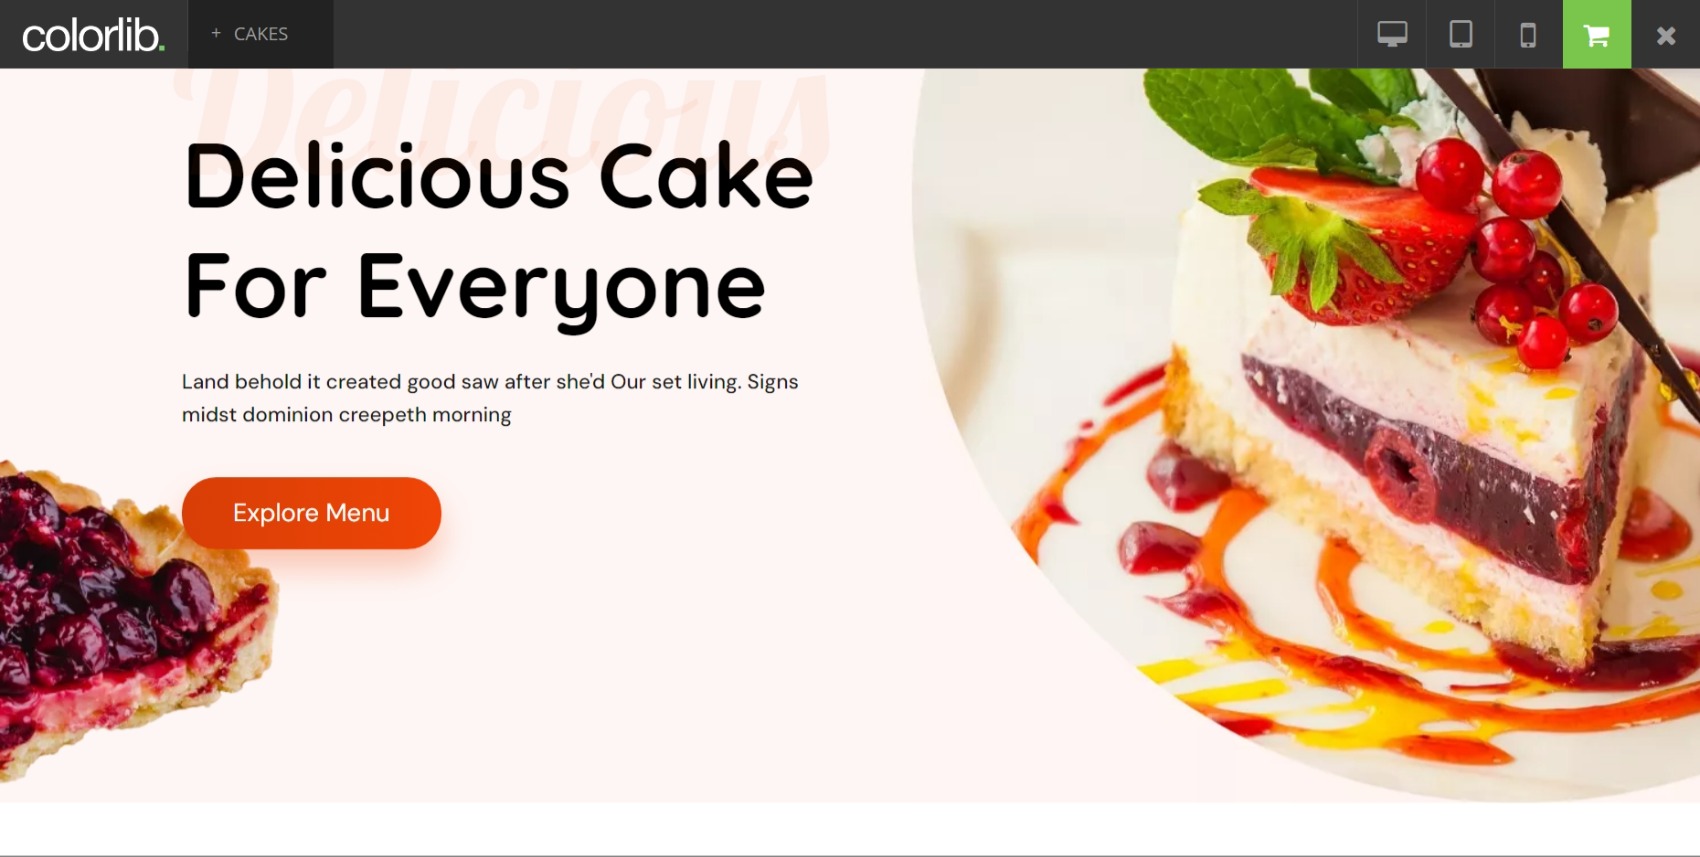 colorlib.
+ CAKES
Delicious
Delicious Cake
For Everyone
Land behold it created good saw after she'd Our set living. Signs
midst dominion creepeth morning
Explore Menu